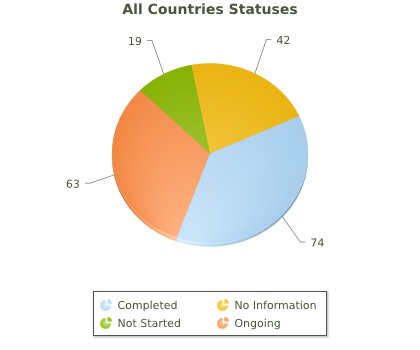 All Countries Statuses
19
42
63
74
Completed
No Information
Not Started
Ongoing